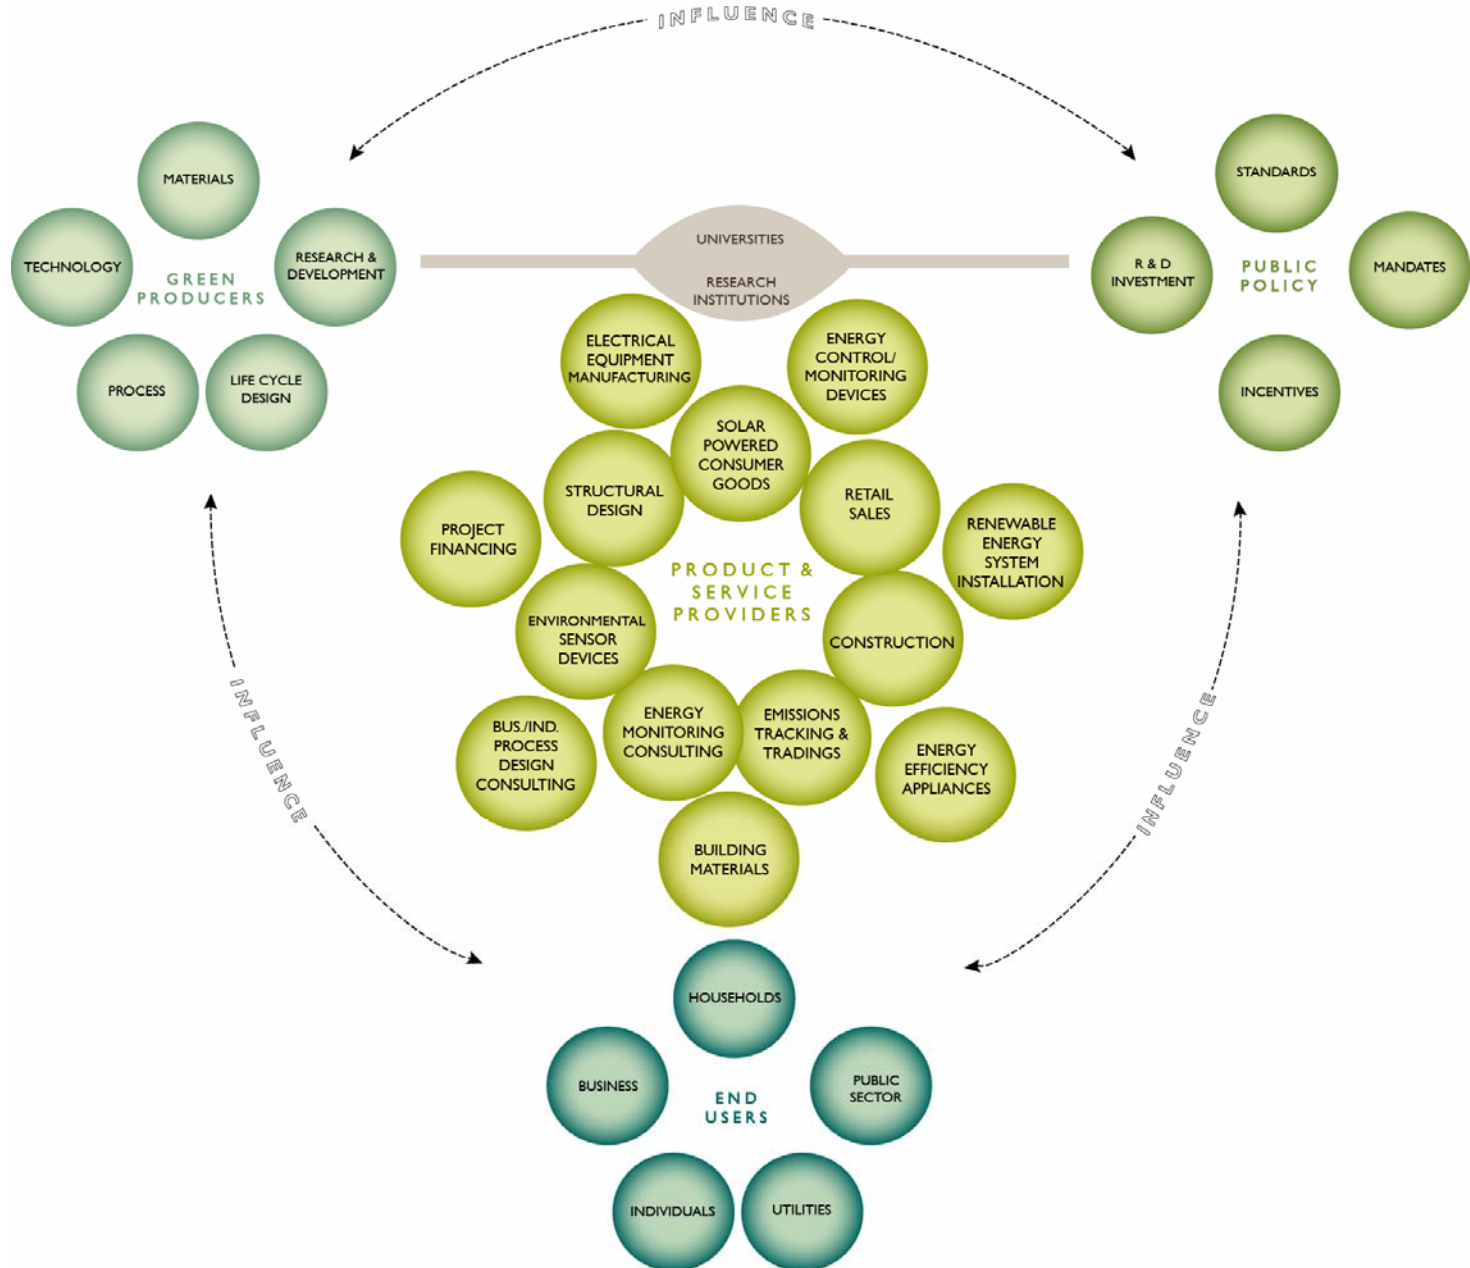 INFLUENCE
MATERIALS
TECHNOLOGY
RESEARCH &
DEVELOPMENT
GREEN
PRODUCERS
PROCESS
LIFE CYCLE
DESIGN
UNIVERSITIES
RESEARCH
INSTITUTIONS
STANDARDS
R & D
INVESTMENT
PUBLIC
POLICY
MANDATES
INCENTIVES
ELECTRICAL
EQUIPMENT
MANUFACTURING
ENERGY
CONTROL/
MONITORING
DEVICES
SOLAR
POWERED
CONSUMER
GOODS
STRUCTURAL
DESIGN
RETAIL
SALES
PROJECT
FINANCING
RENEWABLE
ENERGY
SYSTEM
INSTALLATION
PRODUCT &
SERVICE
PROVIDERS
ENVIRONMENTAL
SENSOR
DEVICES
CONSTRUCTION
BUS./IND.
PROCESS
DESIGN
CONSULTING
ENERGY
MONITORING
CONSULTING
EMISSIONS
TRACKING &
TRADINGS
ENERGY
EFFICIENCY
APPLIANCES
BUILDING
MATERIALS
INFLUENCE
INFLUENCE
HOUSEHOLDS
BUSINESS
PUBLIC
SECTOR
END
USERS
INDIVIDUALS
UTILITIES